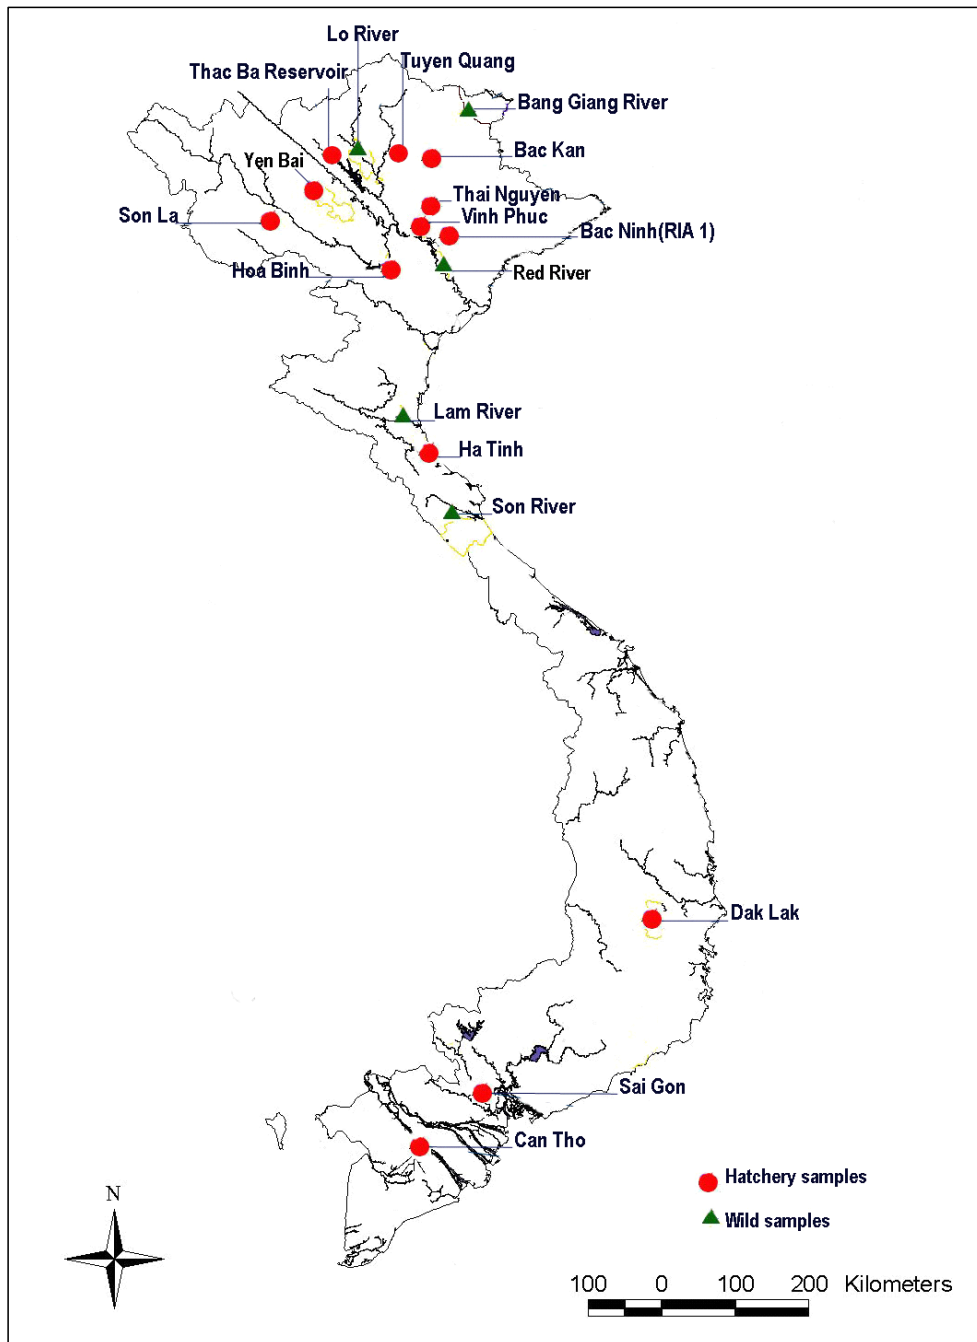 Lo River
Tuyen Quang
Thac Ba Reservoir
Bang Giang River
Bac Kan
Yen Bai
Thai Nguyen
Vinh Phuc
Son La
Bac Ninh(RIA 1)
Hoa Binh
Red River
Lam River
Ha Tinh
Son River
Dak Lak
Sai Gon
Can Tho
Hatchery samples
N
Wild samples
100 0 100 200 Kilometers